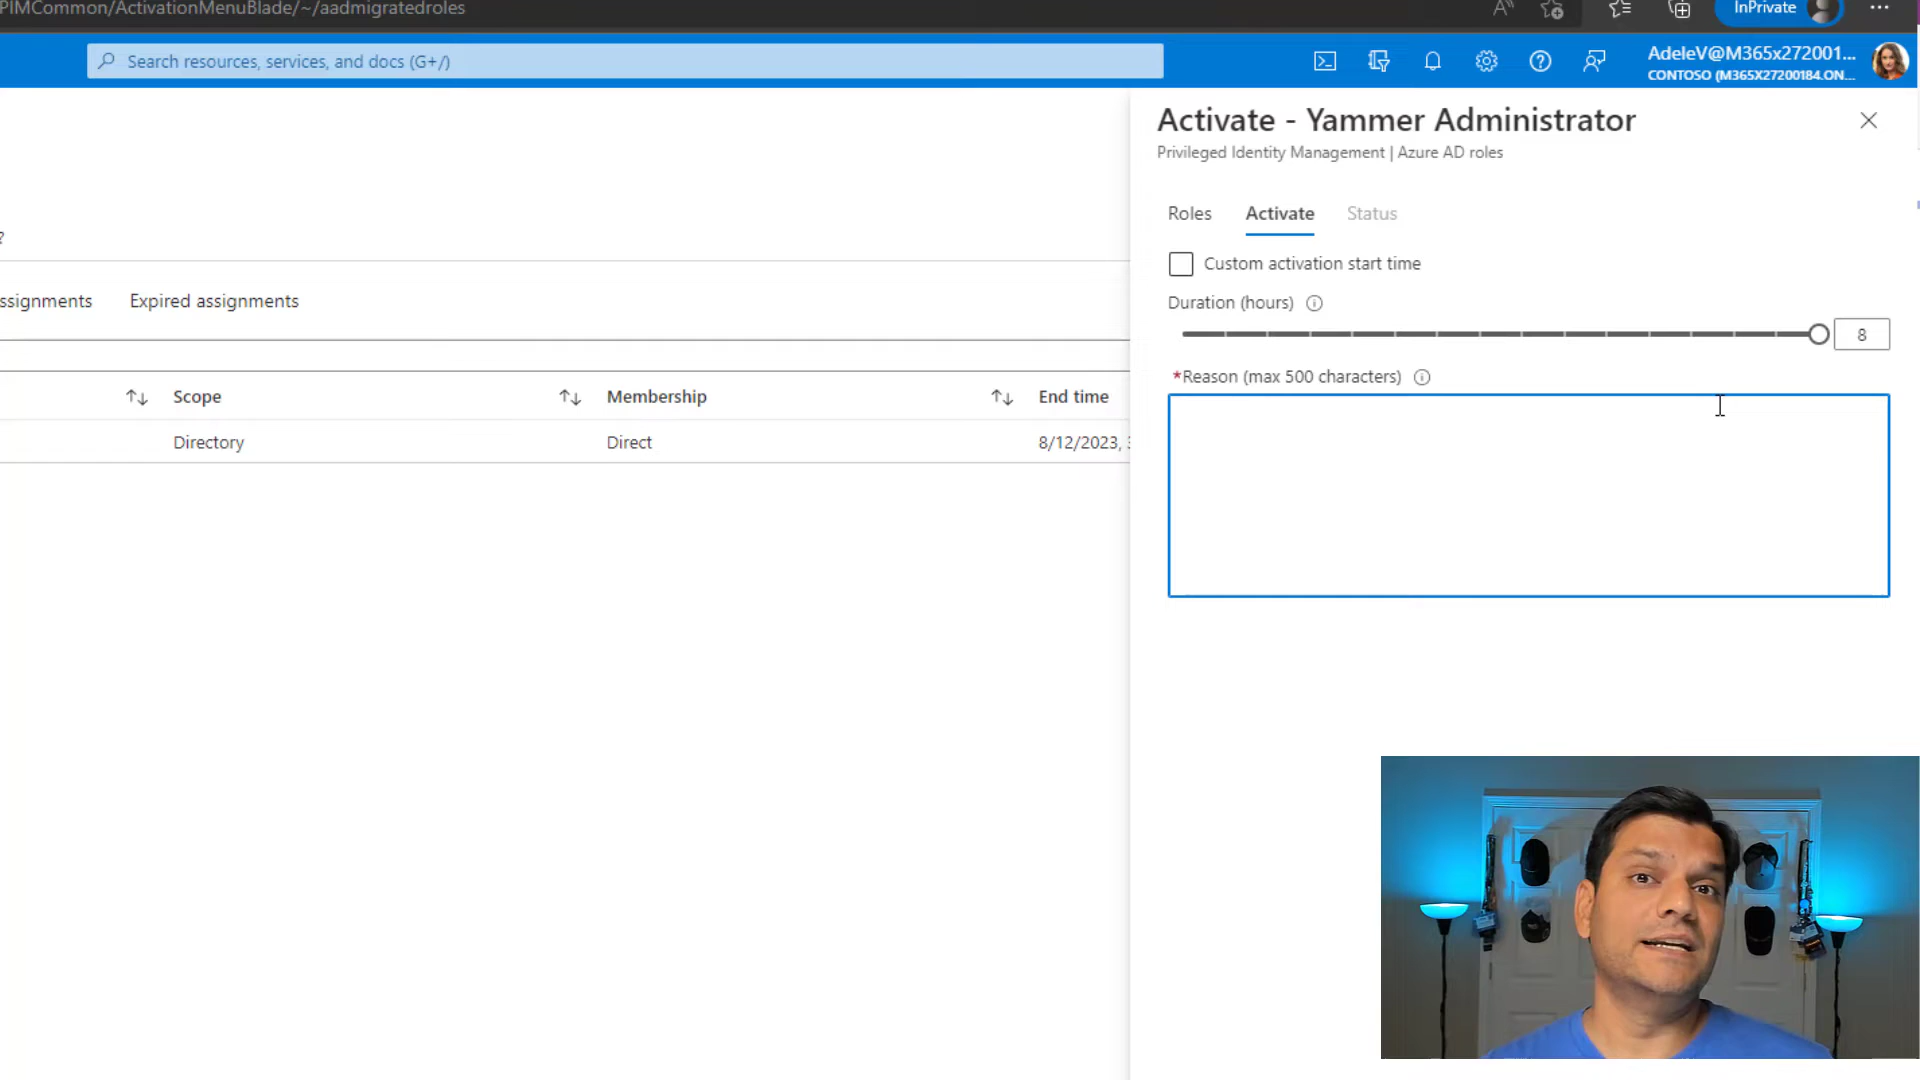 PIMCommon/ActivationMenuBlade/~/aadmigratedroles
InPrivate
Search resources, services, and docs (G+/)
AdeleV@M365x272001...
CONTOSO (M365X27200184.ON...
Activate - Yammer Administrator
Privileged Identity Management | Azure AD roles
Roles
Activate
Status
?
Custom activation start time
ssignments
Expired assignments
Duration (hours)
8
*Reason (max 500 characters)
Scope
Membership
End time
Directory
Direct
8/12/2023,